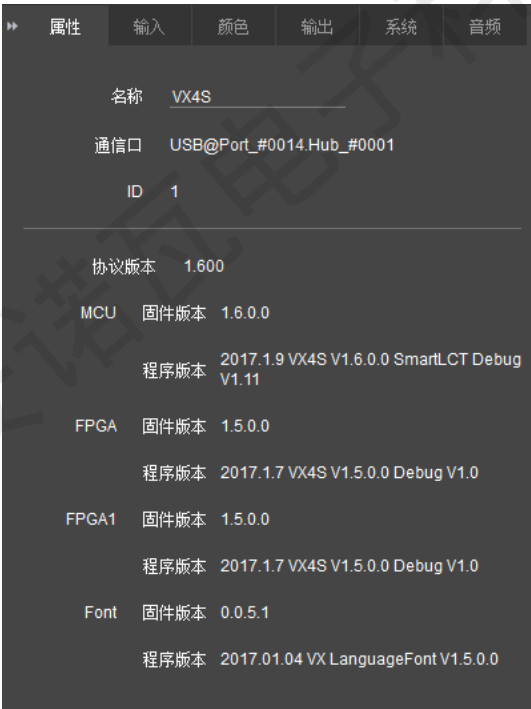 属性 输入 颜色 输出 系统 音频
名称 VX4S
通信口 USB@Port_#0014.Hub_#0001
ID 1
协议版本 1.600
MCU 固件版本 1.6.0.0
程序版本 2017.1.9 VX4S V1.6.0.0 SmartLCT Debug
V1.11
FPGA 固件版本 1.5.0.0
程序版本 2017.1.7 VX4S V1.5.0.0 Debug V1.0
FPGA1 固件版本 1.5.0.0
程序版本 2017.1.7 VX4S V1.5.0.0 Debug V1.0
Font 固件版本 0.0.5.1
程序版本 2017.01.04 VX LanguageFont V1.5.0.0